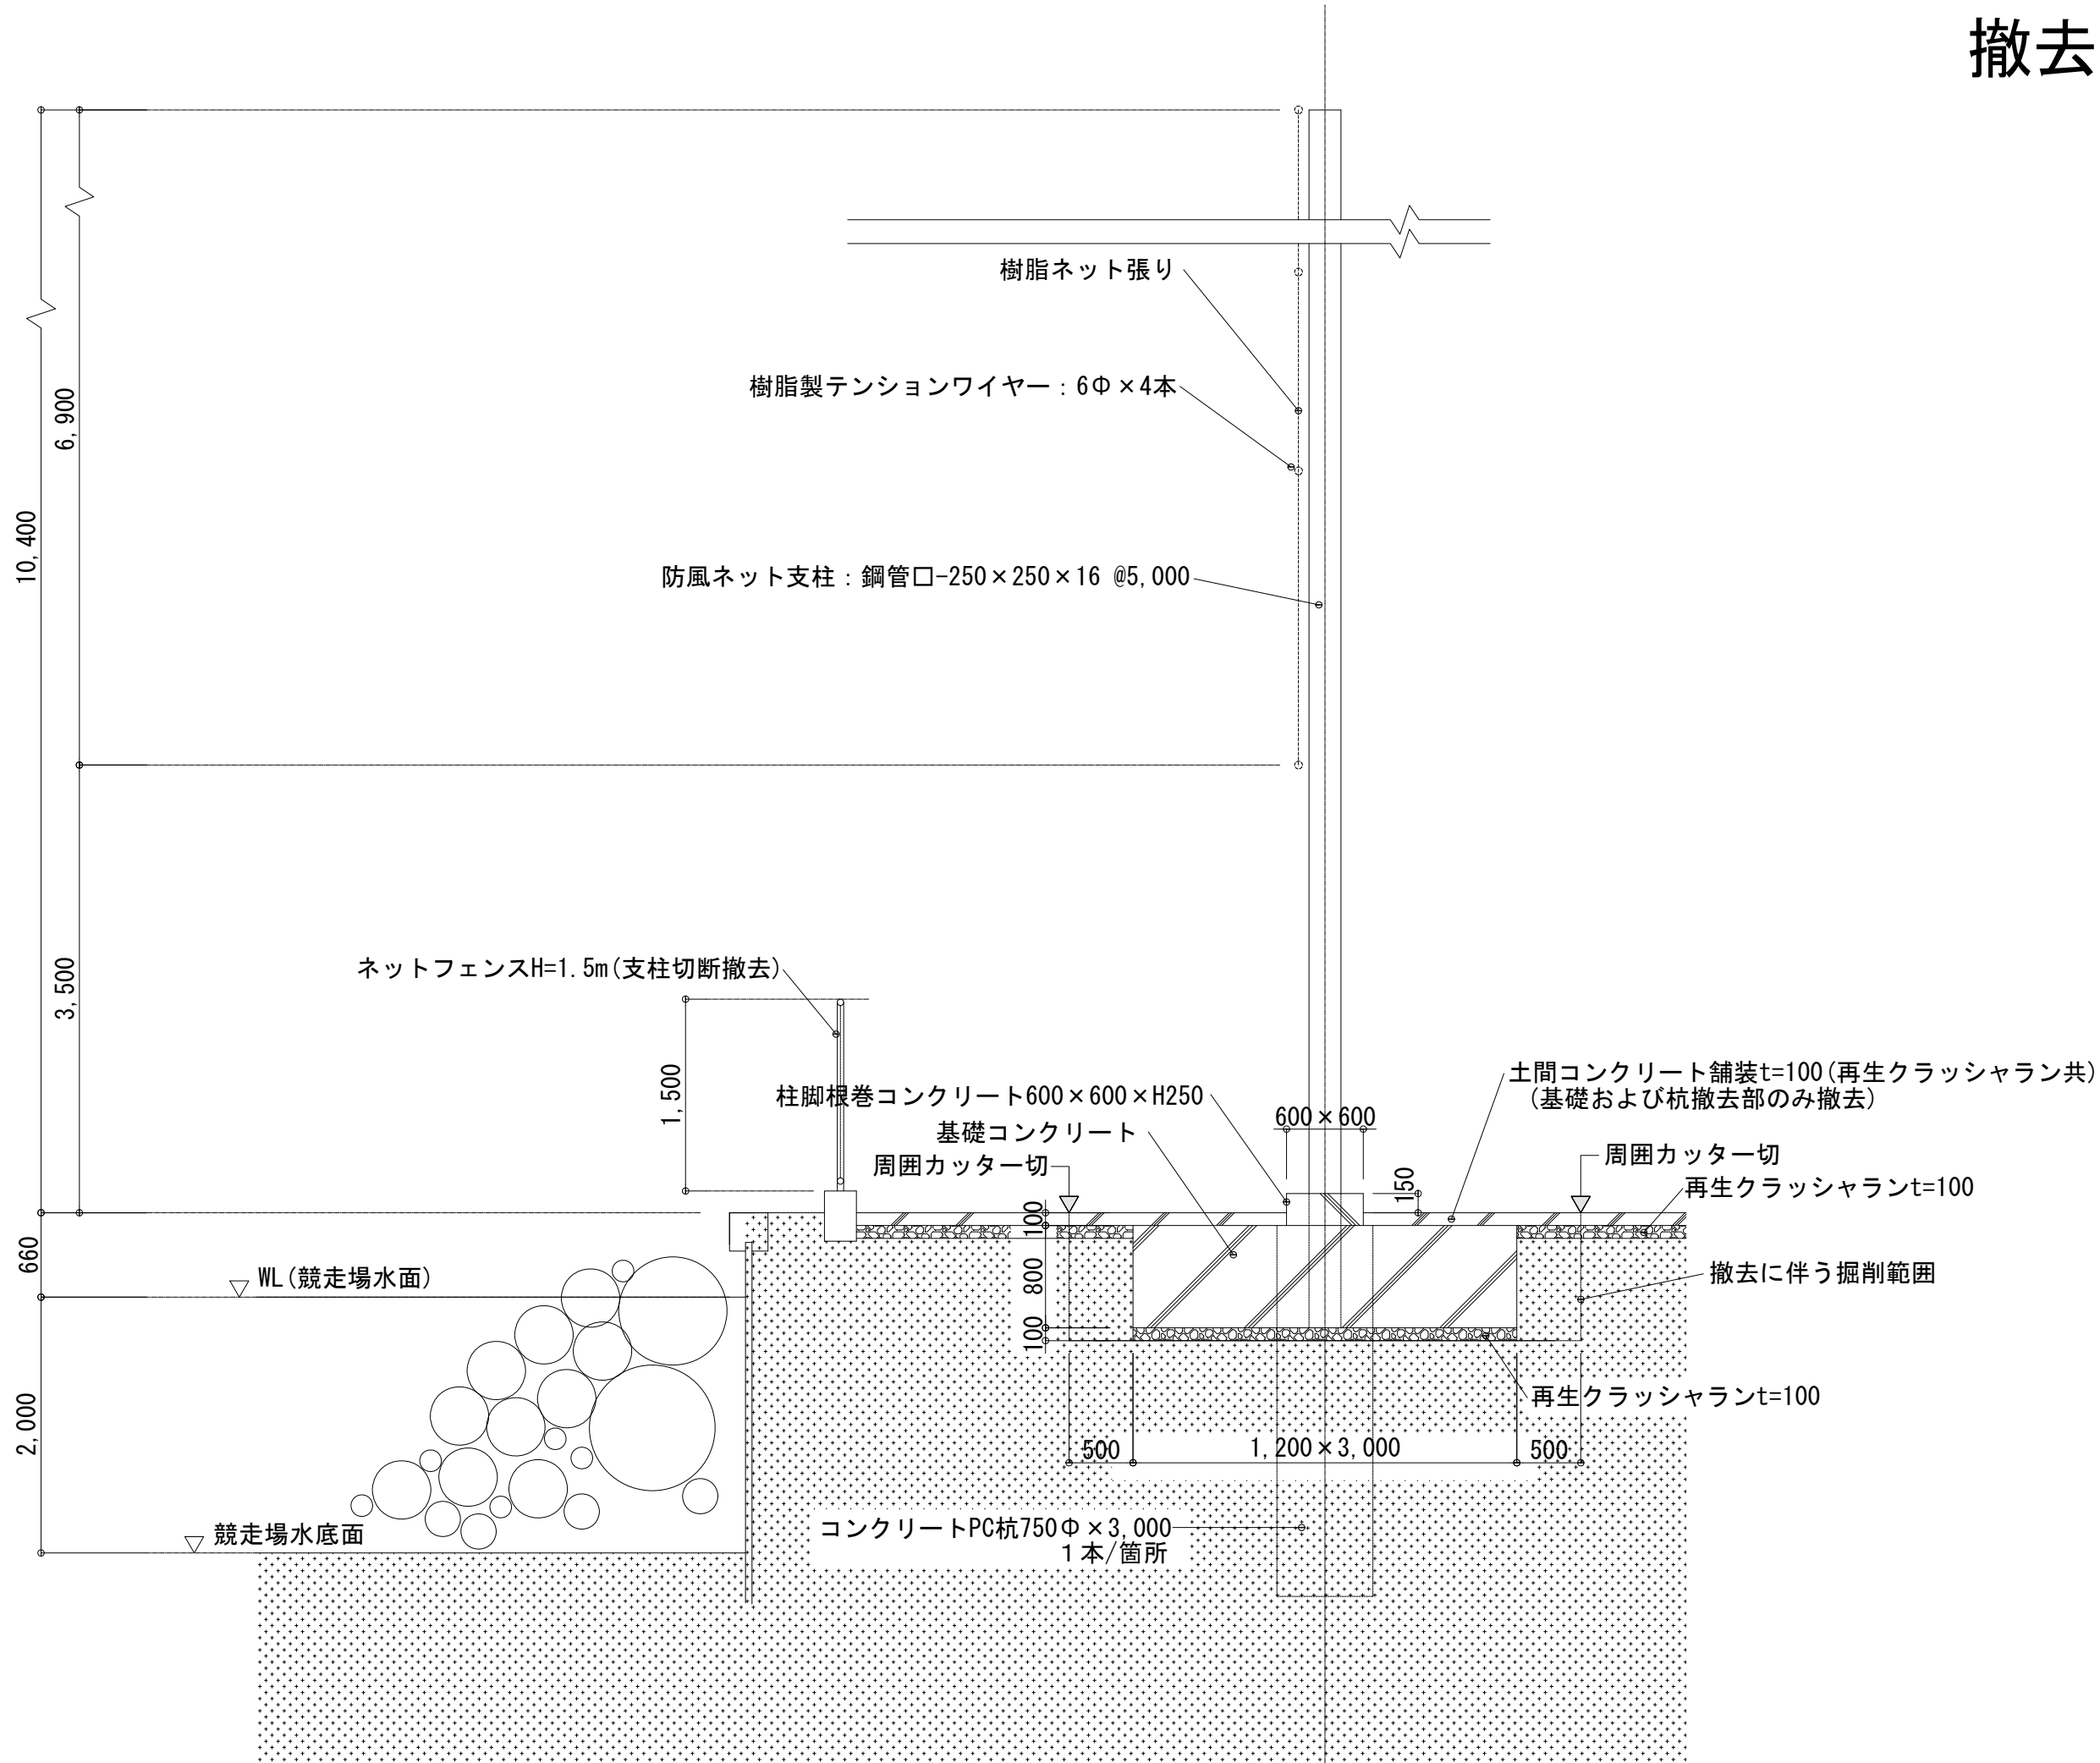 撤去
樹脂ネット張り
樹脂製テンションワイヤー：6Φ×4本
6,900
10,400
防風ネット支柱：鋼管口-250×250×16 @5,000
ネットフェンスH=1.5m(支柱切断撤去)
3,500
1,500
土間コンクリート舗装t=100(再生クラッシャラン共)
(基礎および杭撤去部のみ撤去)
柱脚根巻コンクリート600×600×H250
600×600
基礎コンクリート
周囲カッター切
周囲カッター切
150
再生クラッシャランt=100
100
660
WL(競走場水面)
800
撤去に伴う掘削範囲
100
再生クラッシャランt=100
2,000
500
1,200×3,000
500
競走場水底面
コンクリートPC杭750Φ×3,000
１本/箇所